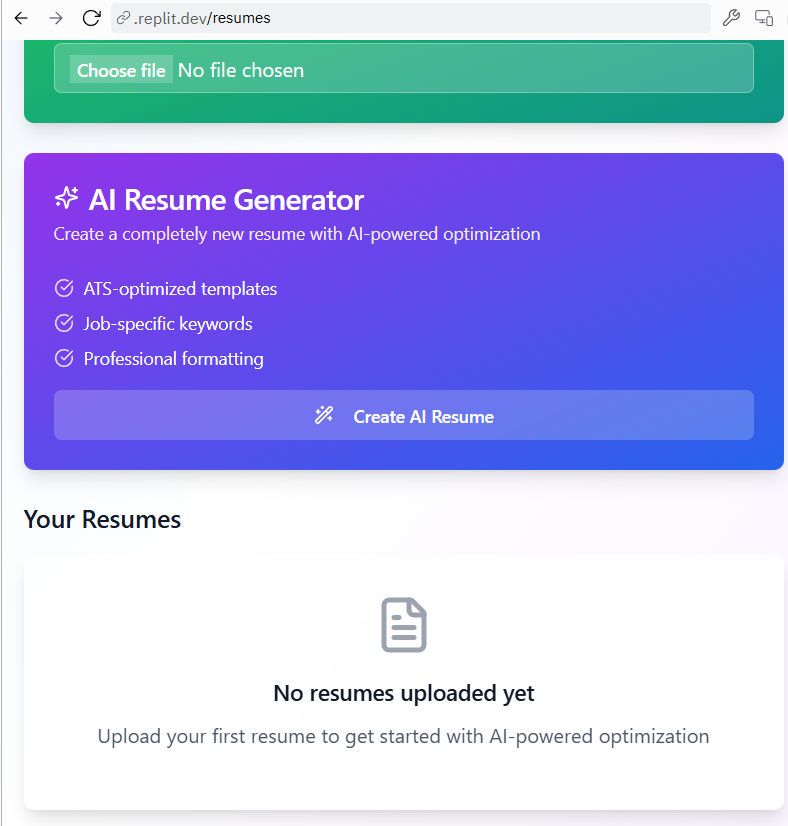 .replit.dev/resumes
Choose file No file chosen
AI Resume Generator
Create a completely new resume with AI-powered optimization
ATS-optimized templates
Job-specific keywords
Professional formatting
Create AI Resume
Your Resumes
No resumes uploaded yet
Upload your first resume to get started with AI-powered optimization